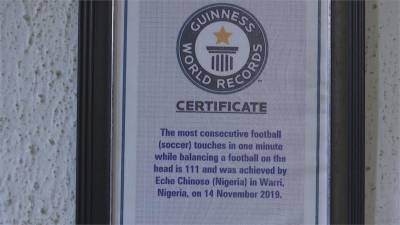 GUINNESS
WORLD RECORDS
CERTIFICATE
The most consecutive football
(soccer) touches in one minute
while balancing a football on the
head is 111 and was achieved by
Eche Chinoso (Nigeria) in Warri,
Nigeria, on 14 November 2019.